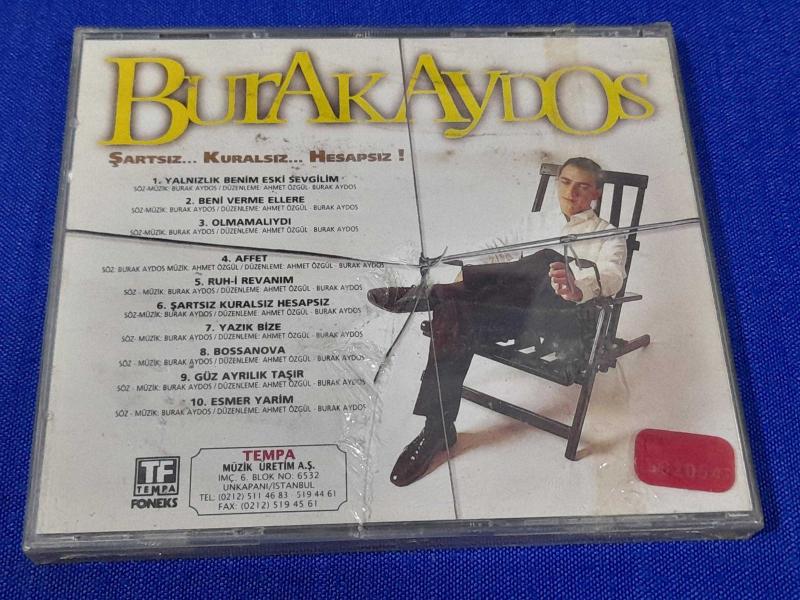 BurAk AyDOs
Şartsız... Kuralsız... Hesapsız !
1. YALNIZLIK BENİM ESKİ SEVGİLİM
SÖZ-MÜZİK: BURAK AYDOS / DÜZENLEME: AHMET ÖZGÜL - BURAK AYDOS
2. BENİ VERME ELLERE
SÖZ - MÜZİK: BURAK AYDOS / DÜZENLEME: AHMET ÖZGÜL - BURAK AYDOS
3. OLMAMALIYDI
SÖZ - MÜZİK: BURAK AYDOS / DÜZENLEME: AHMET ÖZGÜL - BURAK AYDOS
4. AFFET
SÖZ: BURAK AYDOS MÜZİK: AHMET ÖZGÜL / DÜZENLEME: AHMET ÖZGÜL - BURAK AYDOS
5. RUH-İ REVANIM
SÖZ - MÜZİK: BURAK AYDOS / DÜZENLEME: AHMET ÖZGÜL - BURAK AYDOS
6. ŞARTSIZ KURALSIZ HESAPSIZ
SÖZ - MÜZİK: BURAK AYDOS / DÜZENLEME: AHMET ÖZGÜL - BURAK AYDOS
7. YAZIK BİZE
SÖZ - MÜZİK: BURAK AYDOS / DÜZENLEME: AHMET ÖZGÜL - BURAK AYDOS
8. BOSSANOVA
SÖZ - MÜZİK: BURAK AYDOS / DÜZENLEME: AHMET ÖZGÜL - BURAK AYDOS
9. GÜZ AYRILIK TAŞIR
SÖZ - MÜZİK: BURAK AYDOS / DÜZENLEME: AHMET ÖZGÜL - BURAK AYDOS
10. ESMER YARİM
SÖZ - MÜZİK: BURAK AYDOS / DÜZENLEME: AHMET ÖZGÜL - BURAK AYDOS
TF
TEMPA
FONEKS
TEMPA
MÜZİK ÜRETİM A.Ş.
İMÇ. 6. BLOK NO: 6532
UNKAPANI/İSTANBUL
TEL: (0212) 511 46 83 - 519 44 61
FAX: (0212) 519 45 61